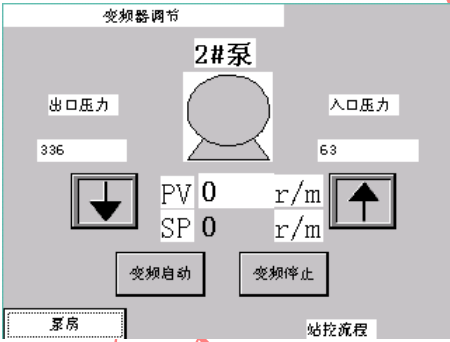 变频器调节
2#泵
出口压力
入口压力
336
63
PV 0 r/m
SP 0 r/m
变频启动
变频停止
泵房
站控流程